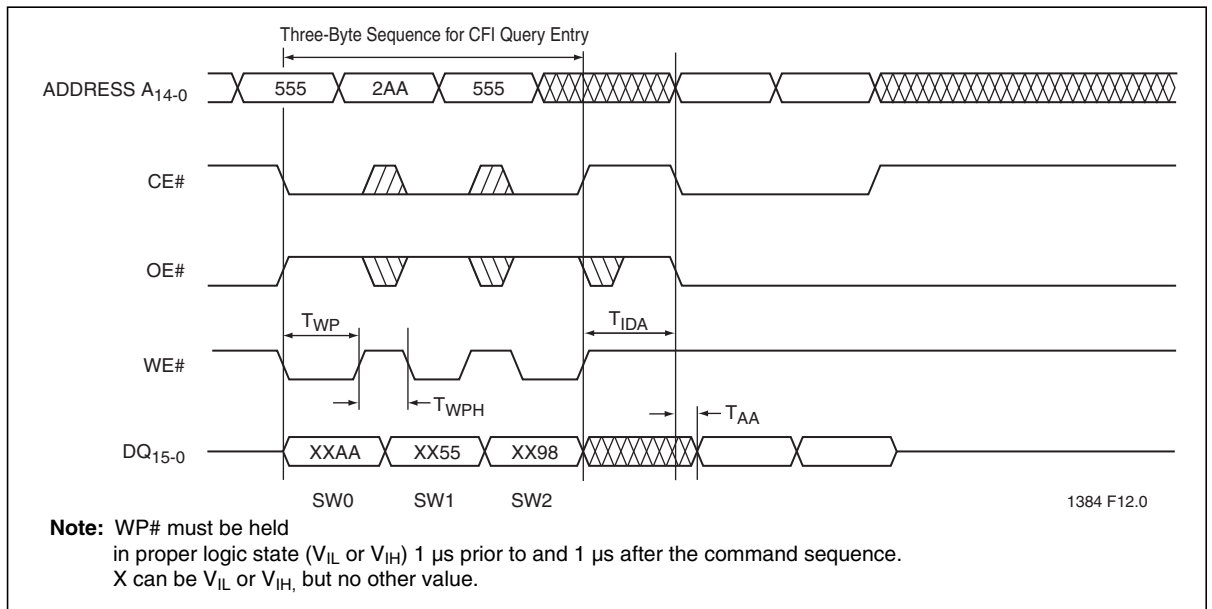 Three-Byte Sequence for CFI Query Entry
ADDRESS A14-0
555 2AA 555
CE#
OE#
TWP
TIDA
WE#
TWPH
TAA
DQ15-0
XXAA XX55 XX98
SW0 SW1 SW2
1384 F12.0
Note: WP# must be held
in proper logic state (VIL or VIH) 1 µs prior to and 1 µs after the command sequence.
X can be VIL or VIH, but no other value.